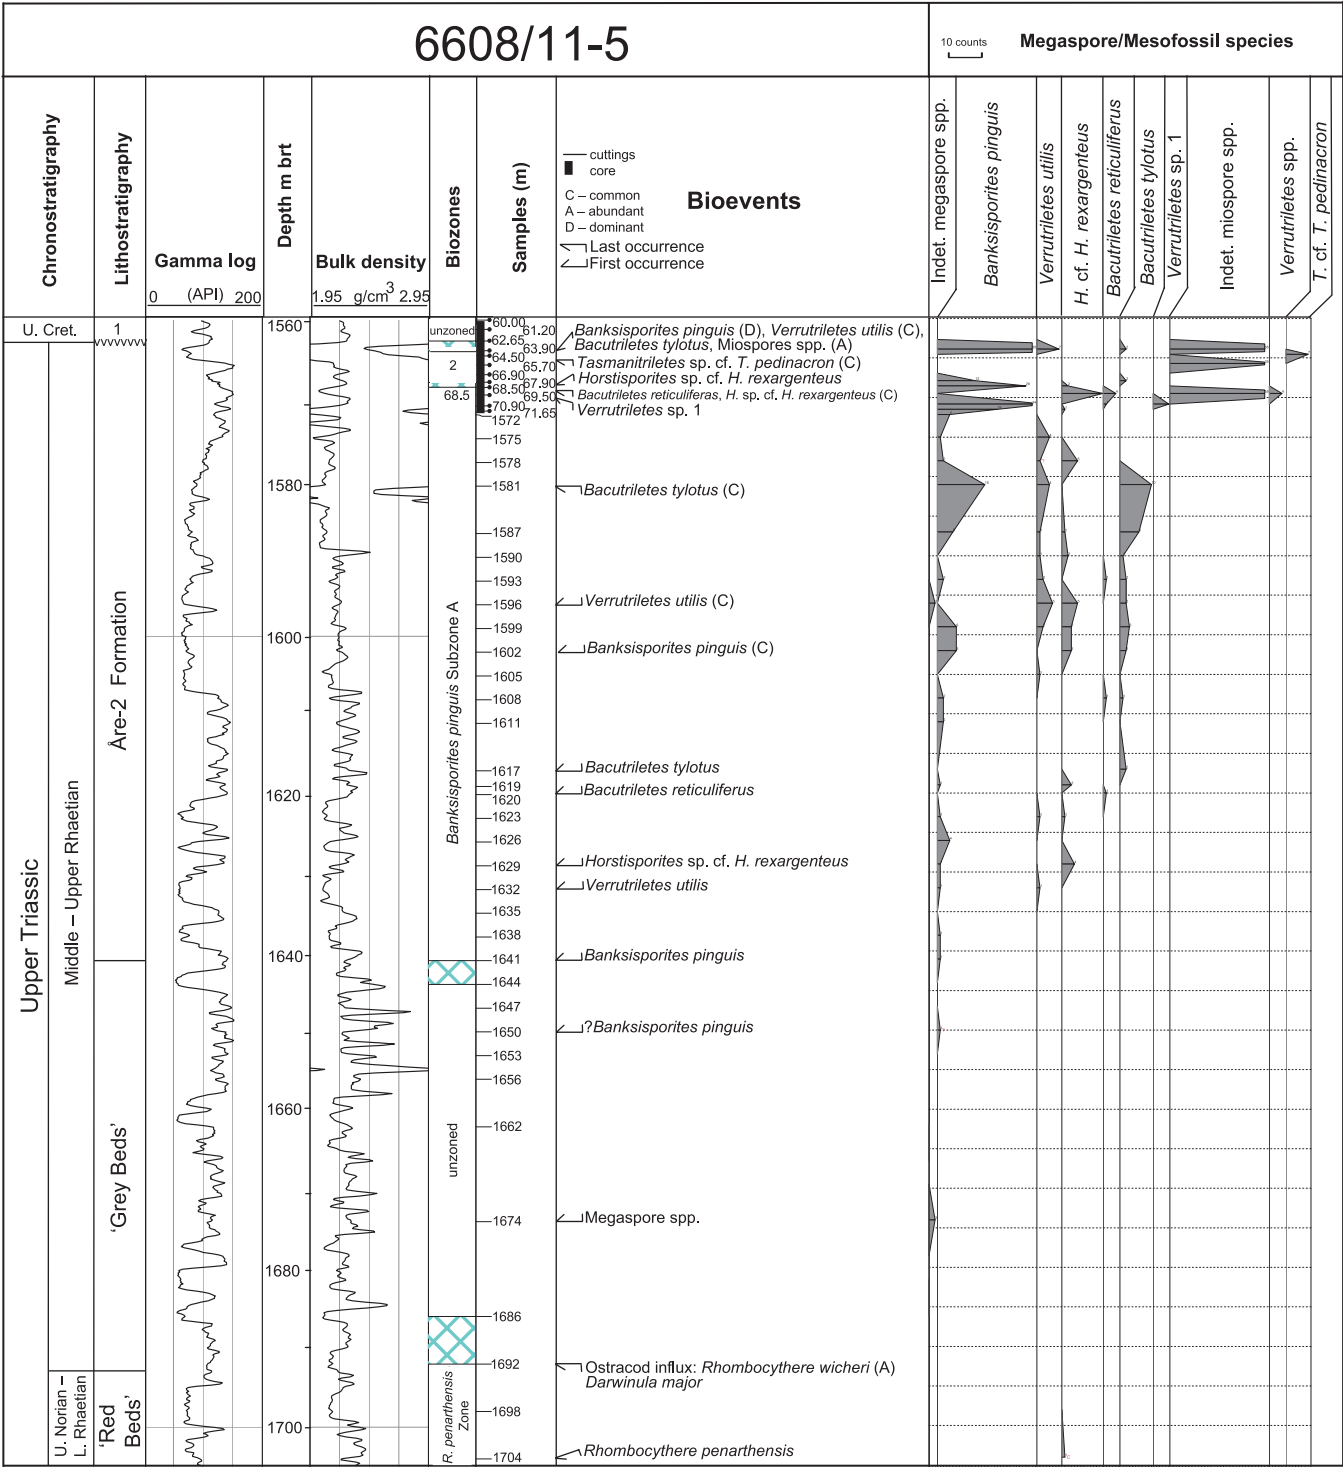 6608/11-5
10 counts
Megaspore/Mesofossil species
Chronostratigraphy
Lithostratigraphy
Gamma log
0 (API) 200
Depth m brt
Bulk density
1.95 g/cm3 2.95
Biozones
Samples (m)
cuttings
core
C – common
A – abundant
D – dominant
Last occurrence
First occurrence
Bioevents
Indet. megaspore spp.
Banksisporites pinguis
Verrutriletes utilis
H. cf. H. rexargenteus
Bacutriletes reticuliferus
Bacutriletes tylotus
Verrutriletes sp. 1
Indet. miospore spp.
Verrutriletes spp.
T. cf. T. pedinacron
U. Cret.
Upper Triassic
Middle – Upper Rhaetian
U. Norian –
L. Rhaetian
1
Åre-2 Formation
'Grey Beds'
'Red
Beds'
1560
1580
1600
1620
1640
1660
1680
1700
unzoned
2
68.5
Banksisporites pinguis Subzone A
unzoned
R. penarthensis
Zone
60.00
61.20
62.65
63.90
64.50
65.70
66.90
67.90
68.50
69.50
70.90
71.65
1572
1575
1578
1581
1587
1590
1593
1596
1599
1602
1605
1608
1611
1617
1619
1620
1623
1626
1629
1632
1635
1638
1641
1644
1647
1650
1653
1656
1662
1674
1686
1692
1698
1704
Banksisporites pinguis (D), Verrutriletes utilis (C),
Bacutriletes tylotus, Miospores spp. (A)
Tasmanitriletes sp. cf. T. pedinacron (C)
Horstisporites sp. cf. H. rexargenteus
Bacutriletes reticuliferas, H. sp. cf. H. rexargenteus (C)
Verrutriletes sp. 1
Bacutriletes tylotus (C)
Verrutriletes utilis (C)
Banksisporites pinguis (C)
Bacutriletes tylotus
Bacutriletes reticuliferus
Horstisporites sp. cf. H. rexargenteus
Verrutriletes utilis
Banksisporites pinguis
?Banksisporites pinguis
Megaspore spp.
Ostracod influx: Rhombocythere wicheri (A)
Darwinula major
Rhombocythere penarthensis